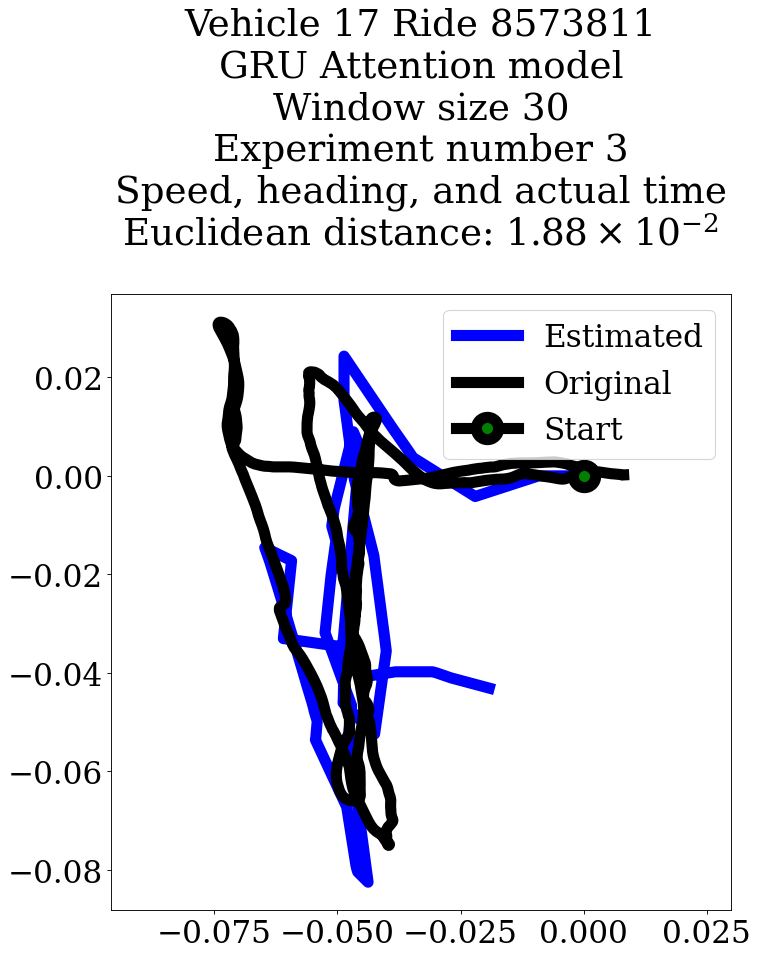 Vehicle 17 Ride 8573811
GRU Attention model
Window size 30
Experiment number 3
Speed, heading, and actual time
Euclidean distance: 1.88 × 10⁻²
Estimated
Original
Start
0.02
0.00
−0.02
−0.04
−0.06
−0.08
−0.075 −0.050 −0.025 0.000 0.025